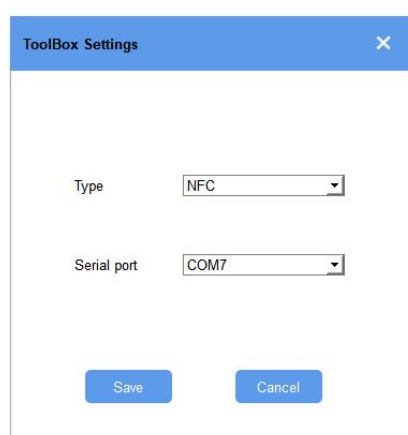 ToolBox Settings
Type NFC
Serial port COM7
Save Cancel